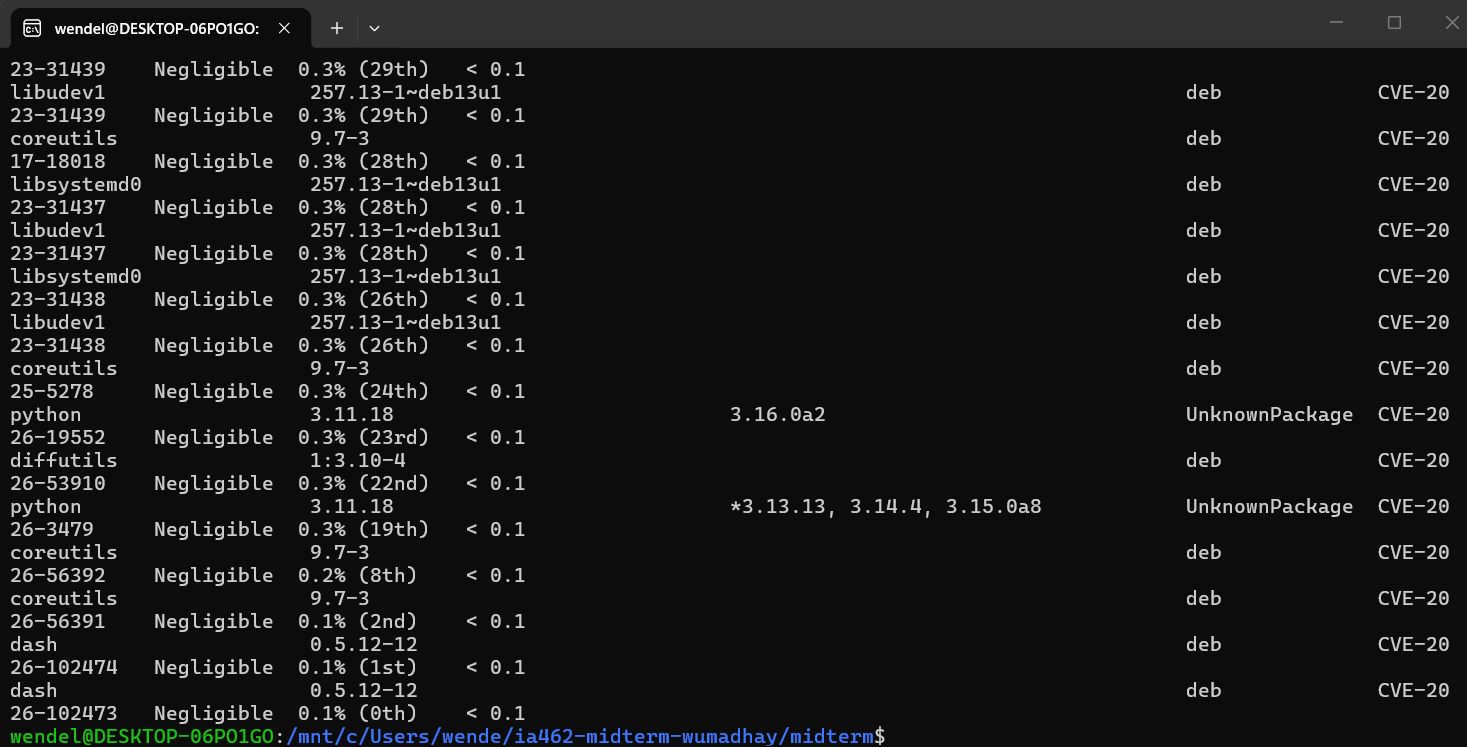 wendel@DESKTOP-06PO1GO:
23-31439 Negligible 0.3% (29th) < 0.1
libudev1 257.13-1~deb13u1 deb CVE-20
23-31439 Negligible 0.3% (29th) < 0.1
coreutils 9.7-3 deb CVE-20
17-18018 Negligible 0.3% (28th) < 0.1
libsystemd0 257.13-1~deb13u1 deb CVE-20
23-31437 Negligible 0.3% (28th) < 0.1
libudev1 257.13-1~deb13u1 deb CVE-20
23-31437 Negligible 0.3% (28th) < 0.1
libsystemd0 257.13-1~deb13u1 deb CVE-20
23-31438 Negligible 0.3% (26th) < 0.1
libudev1 257.13-1~deb13u1 deb CVE-20
23-31438 Negligible 0.3% (26th) < 0.1
coreutils 9.7-3 deb CVE-20
25-5278 Negligible 0.3% (24th) < 0.1
python 3.11.18 3.16.0a2 UnknownPackage CVE-20
26-19552 Negligible 0.3% (23rd) < 0.1
diffutils 1:3.10-4 deb CVE-20
26-53910 Negligible 0.3% (22nd) < 0.1
python 3.11.18 *3.13.13, 3.14.4, 3.15.0a8 UnknownPackage CVE-20
26-3479 Negligible 0.3% (19th) < 0.1
coreutils 9.7-3 deb CVE-20
26-56392 Negligible 0.2% (8th) < 0.1
coreutils 9.7-3 deb CVE-20
26-56391 Negligible 0.1% (2nd) < 0.1
dash 0.5.12-12 deb CVE-20
26-102474 Negligible 0.1% (1st) < 0.1
dash 0.5.12-12 deb CVE-20
26-102473 Negligible 0.1% (0th) < 0.1
wendel@DESKTOP-06PO1GO:/mnt/c/Users/wende/ia462-midterm-wumadhay/midterm$